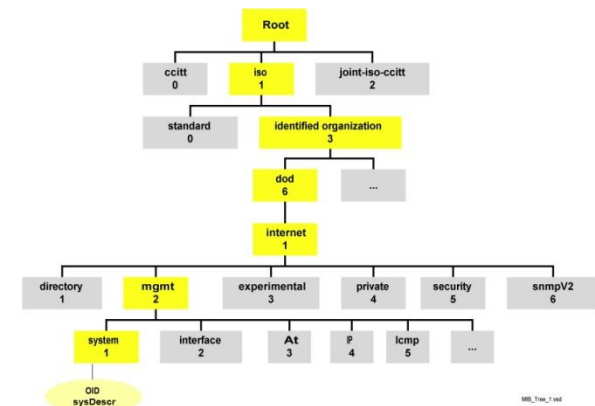 Root
ccitt
0
iso
1
joint-iso-ccitt
2
standard
0
identified organization
3
dod
6
...
internet
1
directory
1
mgmt
2
experimental
3
private
4
security
5
snmpV2
6
system
1
interface
2
At
3
IP
4
Icmp
5
...
OID
sysDescr
MIB_Tree_1.vsd